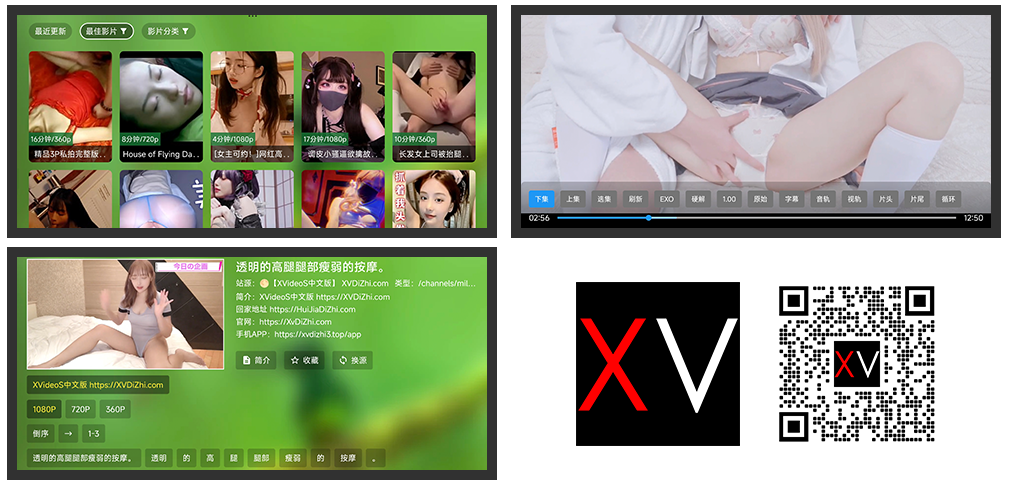 最近更新
最佳影片
影片分类
16分钟/360p
8分钟/720p
4分钟/1080p
17分钟/1080p
10分钟/360p
精品3P私拍完整版..
House of Flying Da..
[女主可约！]网红高..
调皮小骚逼欲擒故..
长发女上司被抬腿..
抓着我头
下集
上集
选集
刷新
EXO
硬解
1.00
原始
字幕
音轨
视轨
片头
片尾
循环
02:56
12:50
今日の企画
透明的高腿腿部瘦弱的按摩。
站源：【XVideoS中文版】 XVDiZhi.com 类型：/channels/mil...
简介：XVideoS中文版 https://XVDiZhi.com
回家地址 https://HuiJiaDiZhi.com
官网：https://XvDiZhi.com
手机APP：https://xvdizhi3.top/app
简介
收藏
换源
XVideoS中文版 https://XVDiZhi.com
1080P
720P
360P
倒序
→
1-3
透明的高腿腿部瘦弱的按摩。
透明
的
高
腿
腿部
瘦弱
的
按摩
。
XV
XV